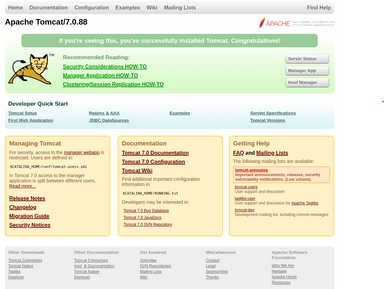 Home Documentation Configuration Examples Wiki Mailing Lists Find Help
Apache Tomcat/7.0.88
APACHE
If you're seeing this, you've successfully installed Tomcat. Congratulations!
Recommended Reading:
Security Considerations HOW-TO
Manager Application HOW-TO
Clustering/Session Replication HOW-TO
Server Status
Manager App
Host Manager
Developer Quick Start
Tomcat Setup Realms & AAA Examples Servlet Specifications
First Web Application JDBC DataSources Tomcat Versions
Managing Tomcat
For security, access to the manager webapp is
restricted. Users are defined in:
$CATALINA_HOME/conf/tomcat-users.xml
In Tomcat 7.0 access to the manager
application is split between different users.
Read more...
Release Notes
Changelog
Migration Guide
Security Notices
Documentation
Tomcat 7.0 Documentation
Tomcat 7.0 Configuration
Tomcat Wiki
Find additional important configuration
information in:
$CATALINA_HOME/RUNNING.txt
Developers may be interested in:
Tomcat 7.0 Bug Database
Tomcat 7.0 JavaDocs
Tomcat 7.0 SVN Repository
Getting Help
FAQ and Mailing Lists
The following mailing lists are available:
tomcat-announce
Important announcements, releases, security
vulnerability notifications. (Low volume).
tomcat-users
User support and discussion
taglibs-user
User support and discussion for Apache Taglibs
tomcat-dev
Development mailing list, including commit messages
Other Downloads
Tomcat Connectors
Tomcat Native
Taglibs
Deployer
Other Documentation
Tomcat Connectors
mod_jk Documentation
Tomcat Native
Deployer
Get Involved
Overview
SVN Repositories
Mailing Lists
Wiki
Miscellaneous
Contact
Legal
Sponsorship
Thanks
Apache Software
Foundation
Who We Are
Heritage
Apache Home
Resources